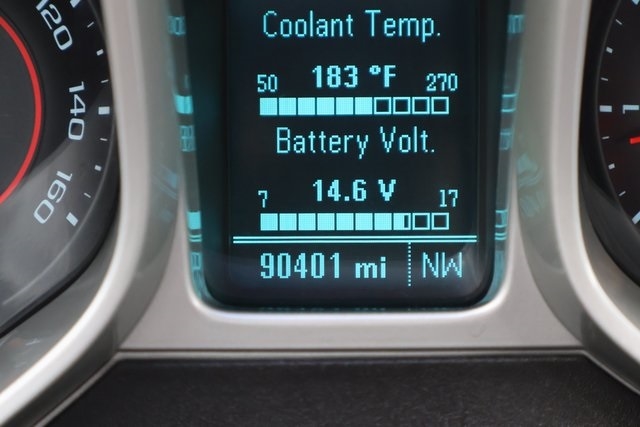 Coolant Temp.
183 °F
50 270
Battery Volt.
14.6 V
7 17
90401 mi NW
120
140
160